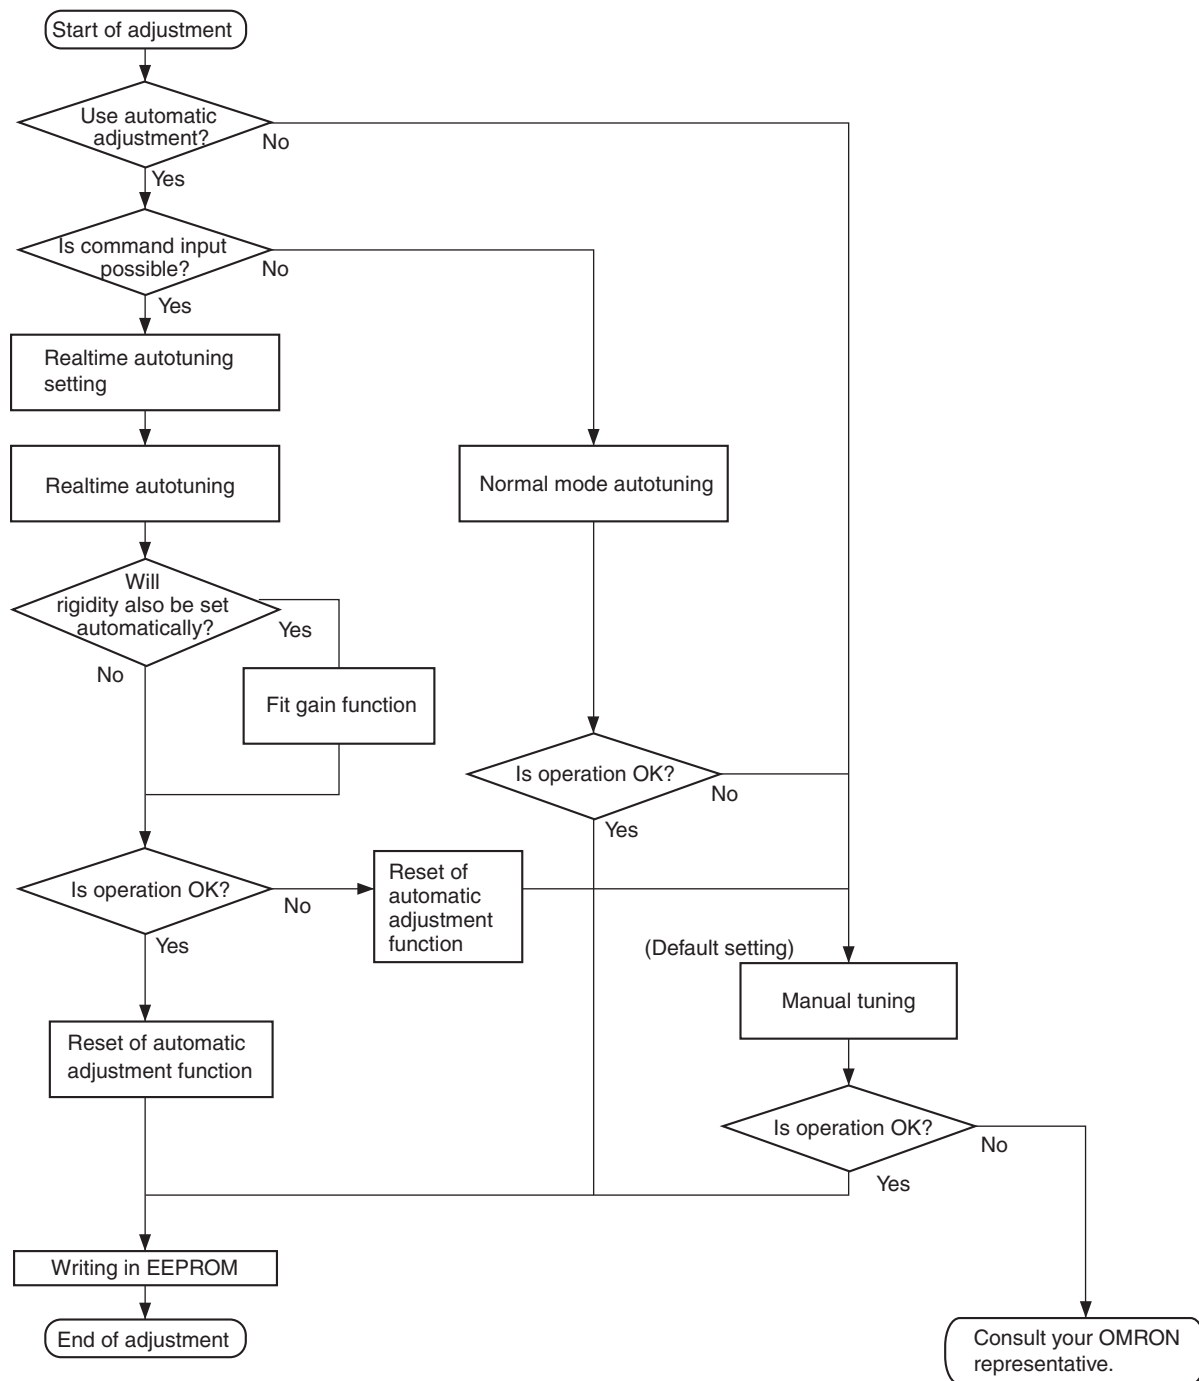 Start of adjustment
Use automatic
adjustment?
No
Yes
Is command input
possible?
No
Yes
Realtime autotuning
setting
Realtime autotuning
Normal mode autotuning
Will
rigidity also be set
automatically?
Yes
No
Fit gain function
Is operation OK?
No
Yes
Is operation OK?
No
Yes
Reset of
automatic
adjustment
function
(Default setting)
Manual tuning
Reset of automatic
adjustment function
Is operation OK?
No
Yes
Writing in EEPROM
End of adjustment
Consult your OMRON
representative.